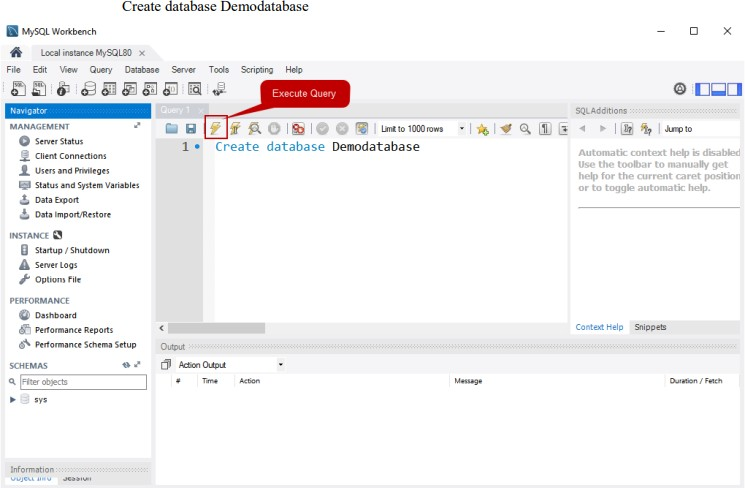 Create database Demodatabase
MySQL Workbench
Local instance MySQL80 ×
File Edit View Query Database Server Tools Scripting Help
Execute Query
Navigator
MANAGEMENT
Server Status
Client Connections
Users and Privileges
Status and System Variables
Data Export
Data Import/Restore
INSTANCE
Startup / Shutdown
Server Logs
Options File
PERFORMANCE
Dashboard
Performance Reports
Performance Schema Setup
SCHEMAS
Filter objects
sys
Information
Object Info Session
Query 1 ×
Limit to 1000 rows
1 Create database Demodatabase
SQLAdditions
Jump to
Automatic context help is disabled
Use the toolbar to manually get
help for the current caret position
or to toggle automatic help.
Context Help Snippets
Output
Action Output
# Time Action Message Duration / Fetch